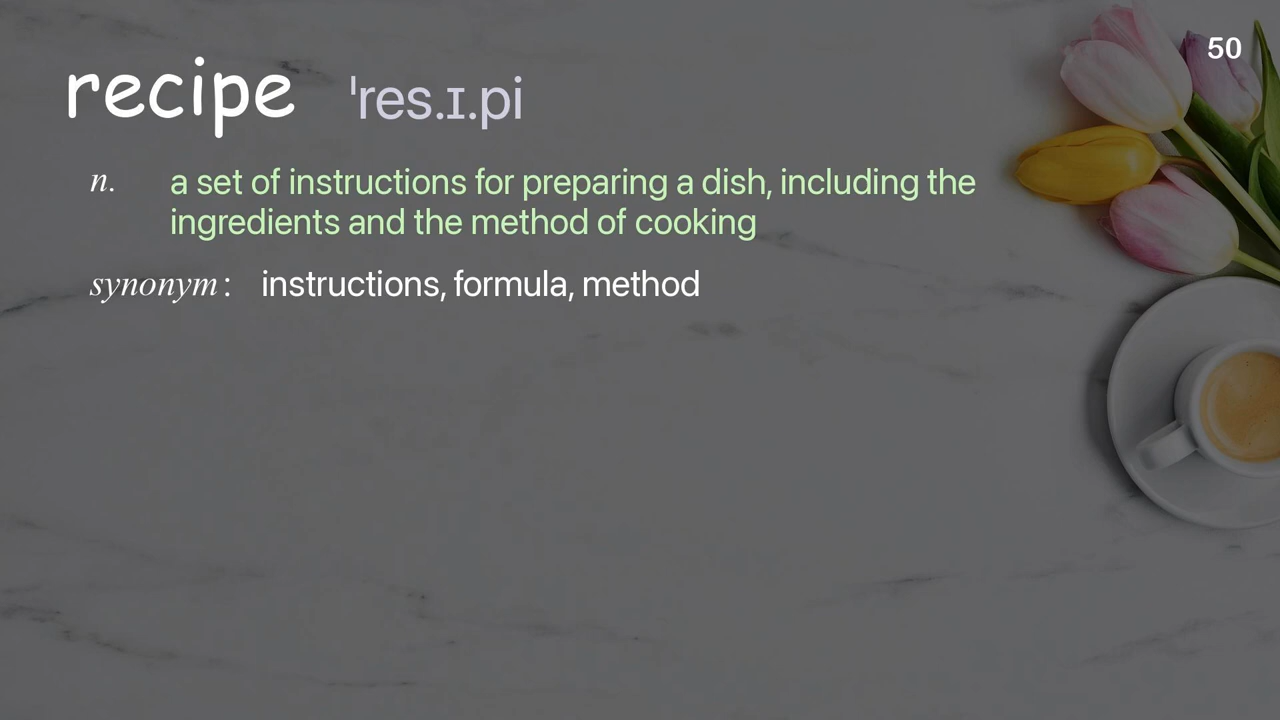 50
recipe ˈres.ɪ.pi
n. a set of instructions for preparing a dish, including the
ingredients and the method of cooking
synonym : instructions, formula, method